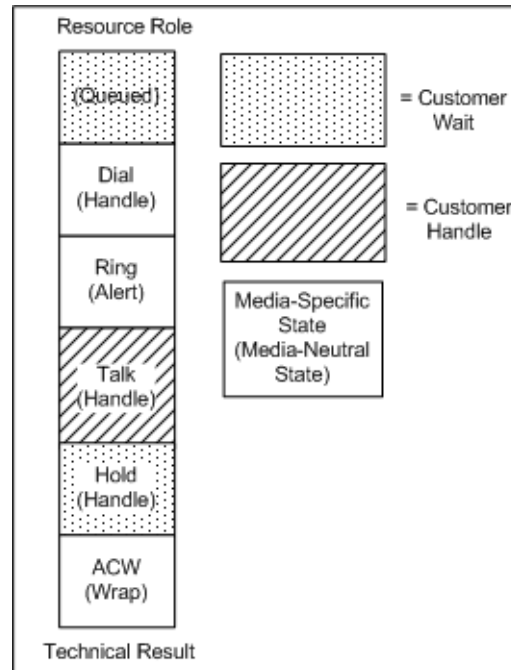 Resource Role
(Queued)
Dial
(Handle)
Ring
(Alert)
Talk
(Handle)
Hold
(Handle)
ACW
(Wrap)
Technical Result
= Customer
Wait
= Customer
Handle
Media-Specific
State
(Media-Neutral
State)